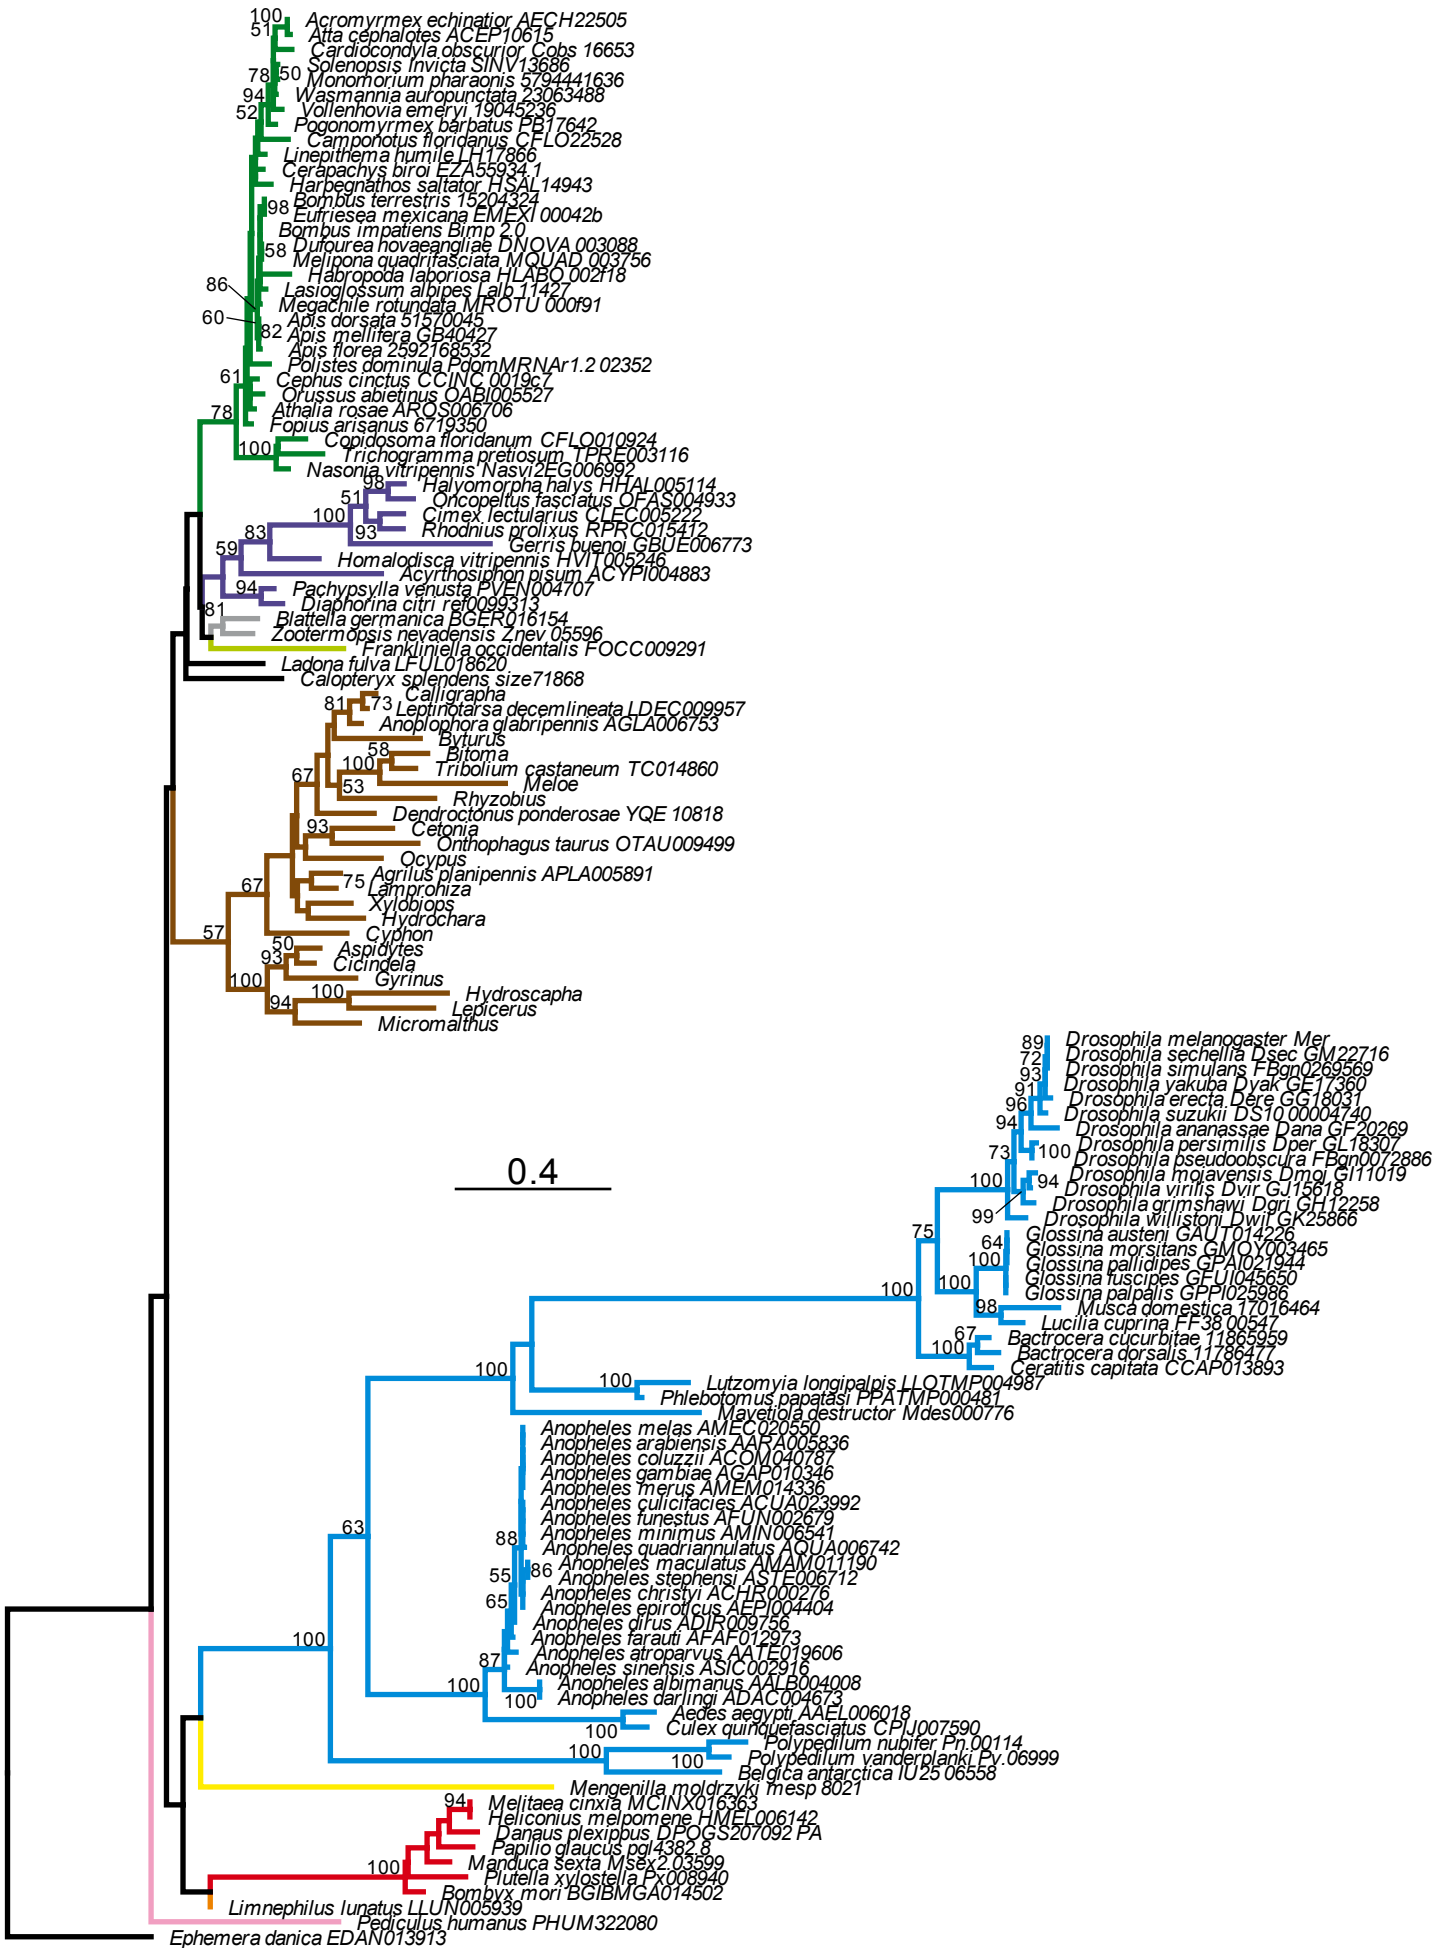 100 Acromyrmex echinatior AECH22505
51 Atta cephalotes ACEP10615
Cardiocondyla obscurior Cobs 16653
Solenopsis invicta SINV13686
78 50 Monomorium pharaonis 5794441636
94 Wasmannia auropunctata 23063488
52 Vollenhovia emeryi 19045236
Pogonomyrmex barbatus PB17642
Camponotus floridanus CFLO22528
Linepithema humile LH17866
Cerapachys biroi EZA55934.1
Harpegnathos saltator HSAL14943
Bombus terrestris 15204324
98 Eufriesea mexicana EMEXI 00042b
Bombus impatiens Bimp 2.0
58 Dufourea novaeangliae DNOVA 003088
Melipona quadrifasciata MQUAD 003756
Habropoda laboriosa HLABO 002f18
86 Lasioglossum albipes Lalb 11427
Megachile rotundata MROTU 000f91
60 Apis dorsata 51570045
82 Apis mellifera GB40427
Apis florea 2592168532
Polistes dominula PdomMRNAr1.2 02352
61 Cephus cinctus CCINC 0019c7
Orussus abietinus OABI005527
78 Athalia rosae AROS006706
Fopius arisanus 6719350
Copidosoma floridanum CFLO010924
100 Trichogramma pretiosum TPRE003116
Nasonia vitripennis Nasvi2EG006992
98 Halyomorpha halys HHAL005114
51 Oncopeltus fasciatus OFAS004933
100 Cimex lectularius CLEC005222
83 93 Rhodnius prolixus RPRC015412
Gerris buenoi GBUE006773
59 Homalodisca vitripennis HVIT005246
Acyrthosiphon pisum ACYPI004883
94 Pachypsylla venusta PVEN004707
Diaphorina citri ref0099313
81 Blattella germanica BGER016154
Zootermopsis nevadensis Znev 05596
Frankliniella occidentalis FOCC009291
Ladona fulva LFUL018620
Calopteryx splendens size71868
Calligrapha
81 73 Leptinotarsa decemlineata LDEC009957
Anoplophora glabripennis AGLA006753
Byturus
58 Bitoma
100 Tribolium castaneum TC014860
67 53 Meloe
Rhyzobius
Dendroctonus ponderosae YQE 10818
93 Cetonia
Onthophagus taurus OTAU009499
Ocypus
Agrilus planipennis APLA005891
67 75 Lamprohiza
Xylobiops
Hydrochara
57 Cyphon
50 Aspidytes
93 Cicindela
100 Gyrinus
100 Hydroscapha
94 Lepicerus
Micromalthus
89 Drosophila melanogaster Mer
72 Drosophila sechellia Dsec GM22716
93 Drosophila simulans FBgn0269569
91 Drosophila yakuba Dyak GE17360
96 Drosophila erecta Dere GG18031
Drosophila suzukii DS10 00004740
94 Drosophila ananassae Dana GF20269
Drosophila persimilis Dper GL18307
73 100 Drosophila pseudoobscura FBgn0072886
0.4
100 94 Drosophila mojavensis Dmoj GI11019
Drosophila virilis Dvir GJ15618
Drosophila grimshawi Dgri GH12258
99 Drosophila willistoni Dwil GK25866
75 Glossina austeni GAUT014226
64 Glossina morsitans GMOY003465
100 Glossina pallidipes GPAI021944
100 Glossina fuscipes GFUI045650
100 Glossina palpalis GPPI025986
98 Musca domestica 17016464
Lucilia cuprina FF38 00547
67 Bactrocera cucurbitae 11865959
100 Bactrocera dorsalis 11786477
100 Ceratitis capitata CCAP013893
100 Lutzomyia longipalpis LLOTMP004987
Phlebotomus papatasi PPATMP000481
Mayetiola destructor Mdes000776
Anopheles melas AMEC020550
Anopheles arabiensis AARA005836
Anopheles coluzzii ACOM040787
Anopheles gambiae AGAP010346
Anopheles merus AMEM014336
Anopheles culicifacies ACUA023992
Anopheles funestus AFUN002679
63 Anopheles minimus AMIN006541
88 Anopheles quadriannulatus AQUA006742
Anopheles maculatus AMAM011190
55 86 Anopheles stephensi ASTE006712
Anopheles christyi ACHR000276
65 Anopheles epiroticus AEPI004404
Anopheles dirus ADIR009756
100 Anopheles farauti AFAF012973
Anopheles atroparvus AATE019606
87 Anopheles sinensis ASIC002916
100 Anopheles albimanus AALB004008
100 Anopheles darlingi ADAC004673
Aedes aegypti AAEL006018
100 Culex quinquefasciatus CPIJ007590
100 Polypedilum nubifer Pn.00114
100 Polypedilum vanderplanki Pv.06999
Belgica antarctica IU25 06558
Mengenilla moldrzyki mesp 8021
94 Melitaea cinxia MCINX016363
Heliconius melpomene HMEL006142
Danaus plexippus DPOGS207092 PA
Papilio glaucus pgl4382.8
100 Manduca sexta Msex2.03599
Plutella xylostella Px008940
Bombyx mori BGIBMGA014502
Limnephilus lunatus LLUN005939
Pediculus humanus PHUM322080
Ephemera danica EDAN013913